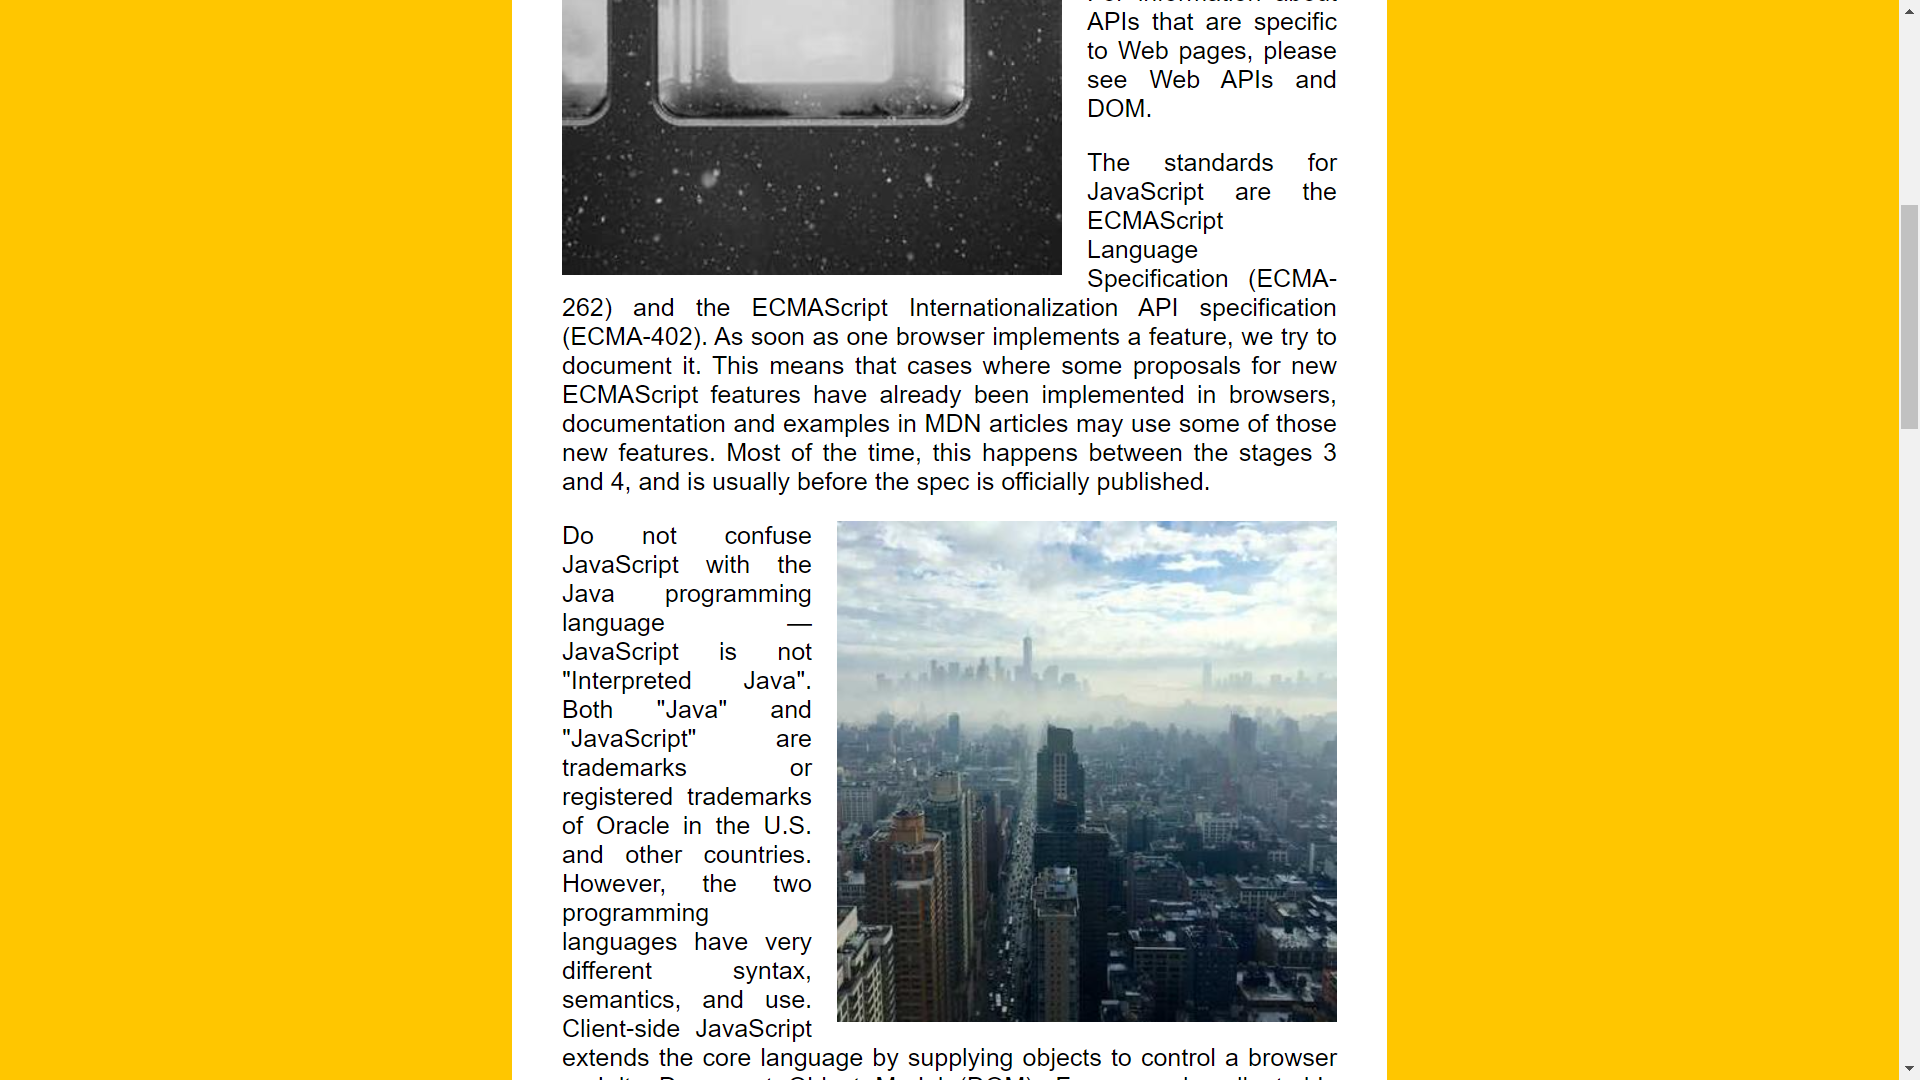 APIs that are specific
to Web pages, please
see Web APIs and
DOM.
The standards for
JavaScript are the
ECMAScript
Language
Specification (ECMA-
262) and the ECMAScript Internationalization API specification
(ECMA-402). As soon as one browser implements a feature, we try to
document it. This means that cases where some proposals for new
ECMAScript features have already been implemented in browsers,
documentation and examples in MDN articles may use some of those
new features. Most of the time, this happens between the stages 3
and 4, and is usually before the spec is officially published.
Do not confuse
JavaScript with the
Java programming
language —
JavaScript is not
"Interpreted Java".
Both "Java" and
"JavaScript" are
trademarks or
registered trademarks
of Oracle in the U.S.
and other countries.
However, the two
programming
languages have very
different syntax,
semantics, and use.
Client-side JavaScript
extends the core language by supplying objects to control a browser